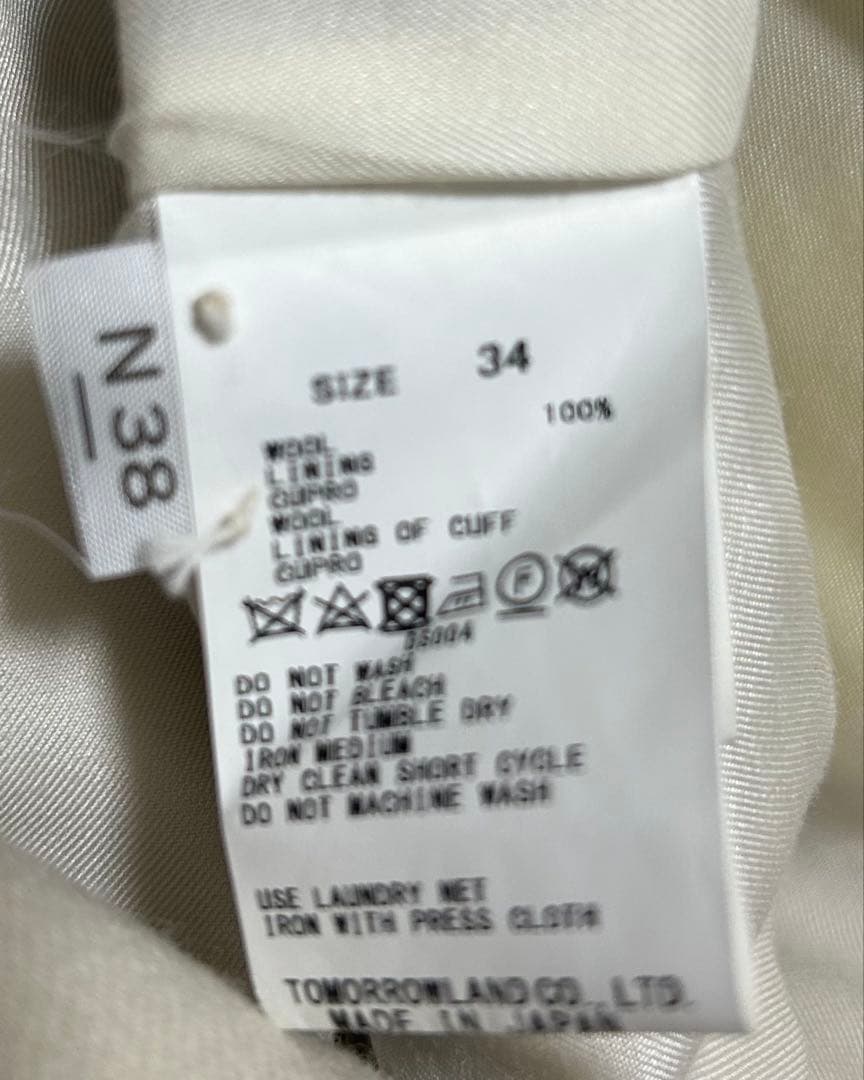 N 38
SIZE 34
100%
WOOL
LINING
CUPRO
WOOL
LINING OF CUFF
CUPRO
F
W
DS004
DO NOT WASH
DO NOT BLEACH
DO NOT TUMBLE DRY
IRON MEDIUM
DRY CLEAN SHORT CYCLE
DO NOT MACHINE WASH
USE LAUNDRY NET
IRON WITH PRESS CLOTH
TOMORROWLAND CO., LTD.
MADE IN JAPAN